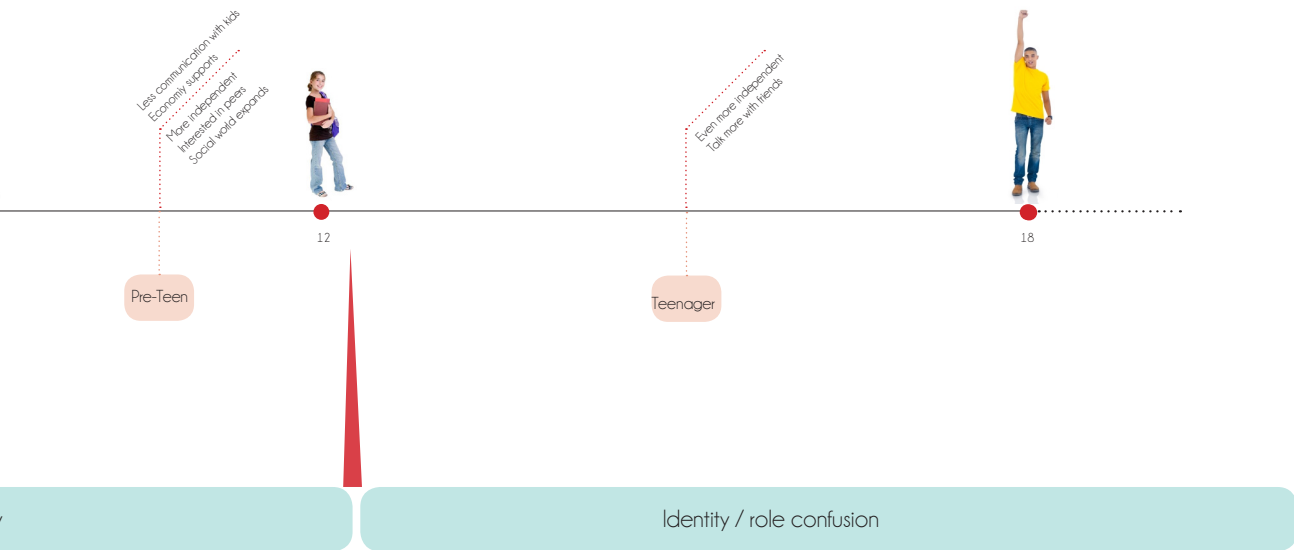 Less communication with kids
Economiy supports
More independent
Interested in peers
Social world expands
Even more independent
Talk more with friends
12
18
Pre-Teen
Teenager
y
Identity / role confusion